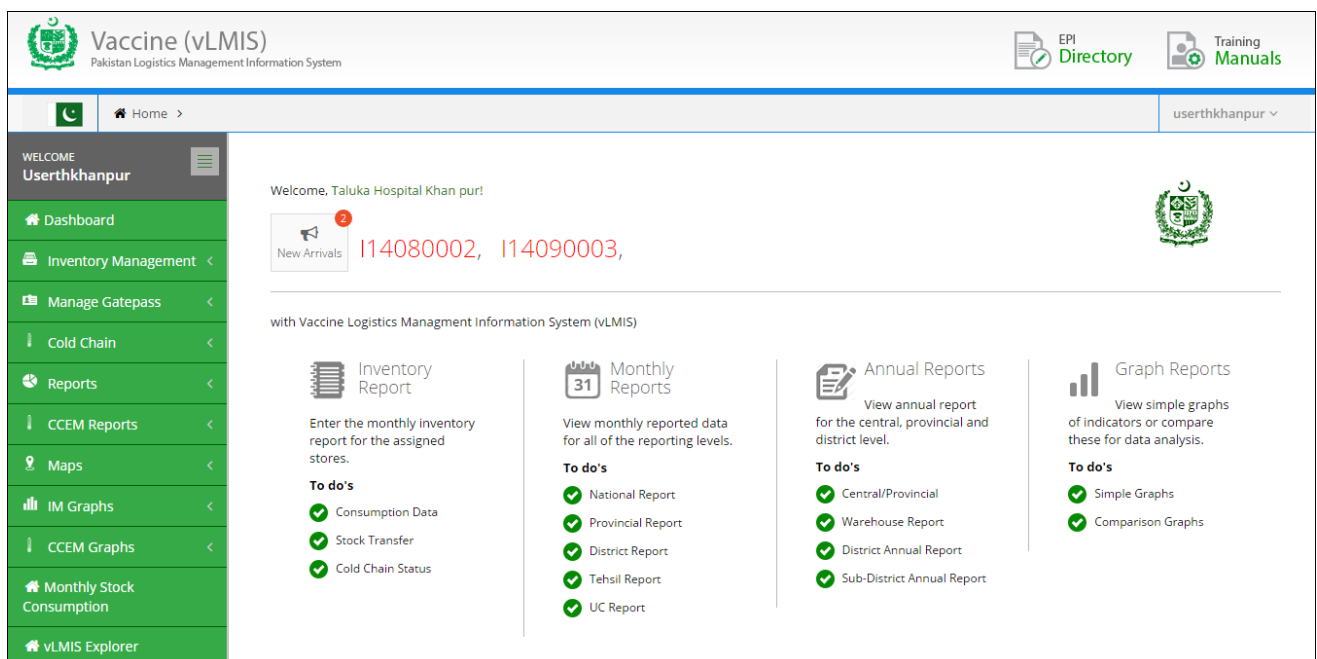 Vaccine (vLMIS)
Pakistan Logistics Management Information System
EPI
Directory
Training
Manuals
Home >
userthkhanpur
WELCOME
Userthkhanpur
Dashboard
Inventory Management
Manage Gatepass
Cold Chain
Reports
CCEM Reports
Maps
IM Graphs
CCEM Graphs
Monthly Stock
Consumption
vLMIS Explorer
Welcome, Taluka Hospital Khan pur!
2
New Arrivals
I14080002, I14090003,
with Vaccine Logistics Managment Information System (vLMIS)
Inventory
Report
Enter the monthly inventory
report for the assigned
stores.
To do's
Consumption Data
Stock Transfer
Cold Chain Status
31
Monthly
Reports
View monthly reported data
for all of the reporting levels.
To do's
National Report
Provincial Report
District Report
Tehsil Report
UC Report
Annual Reports
View annual report
for the central, provincial and
district level.
To do's
Central/Provincial
Warehouse Report
District Annual Report
Sub-District Annual Report
Graph Reports
View simple graphs
of indicators or compare
these for data analysis.
To do's
Simple Graphs
Comparison Graphs